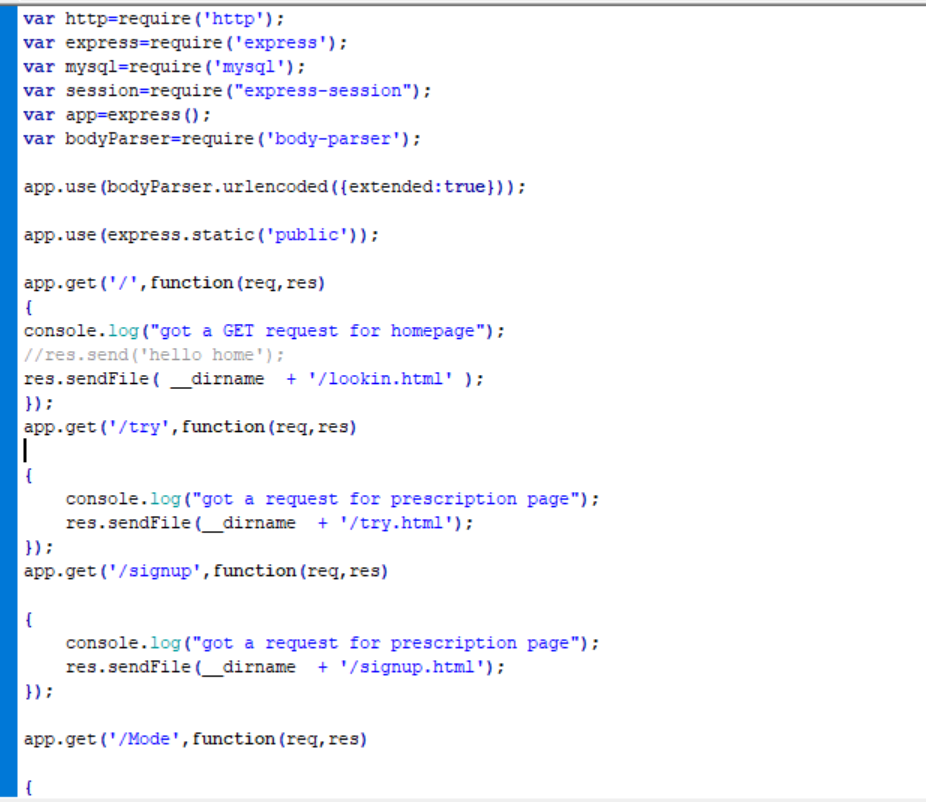 var http=require('http');
var express=require('express');
var mysql=require('mysql');
var session=require("express-session");
var app=express();
var bodyParser=require('body-parser');
app.use(bodyParser.urlencoded({extended:true}));
app.use(express.static('public'));
app.get('/',function(req,res)
{
console.log("got a GET request for homepage");
//res.send('hello home');
res.sendFile( __dirname  + '/lookin.html' );
});
app.get('/try',function(req,res)
{
    console.log("got a request for prescription page");
    res.sendFile(__dirname  + '/try.html');
});
app.get('/signup',function(req,res)
{
    console.log("got a request for prescription page");
    res.sendFile(__dirname  + '/signup.html');
});
app.get('/Mode',function(req,res)
{